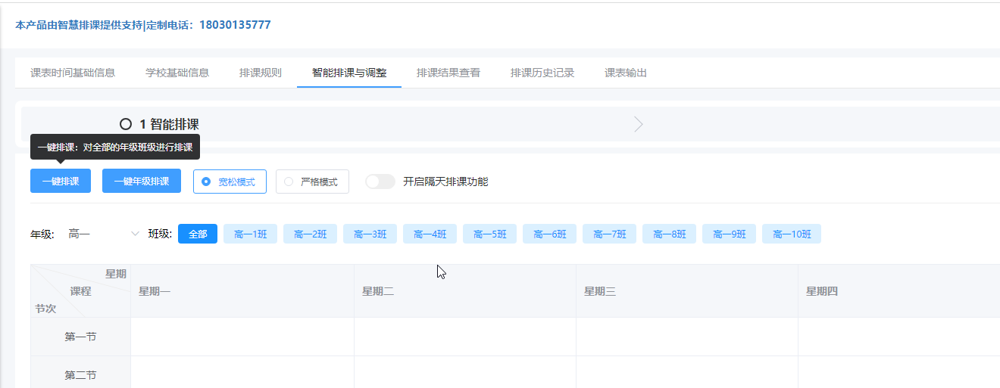 本产品由智慧排课提供支持|定制电话：18030135777
课表时间基础信息 学校基础信息 排课规则 智能排课与调整 排课结果查看 排课历史记录 课表输出
1 智能排课
一键排课：对全部的年级班级进行排课
一键排课 一键年级排课 宽松模式 严格模式 开启隔天排课功能
年级: 高一 班级: 全部 高一1班 高一2班 高一3班 高一4班 高一5班 高一6班 高一7班 高一8班 高一9班 高一10班
星期
课程 星期一 星期二 星期三 星期四
节次
第一节
第二节